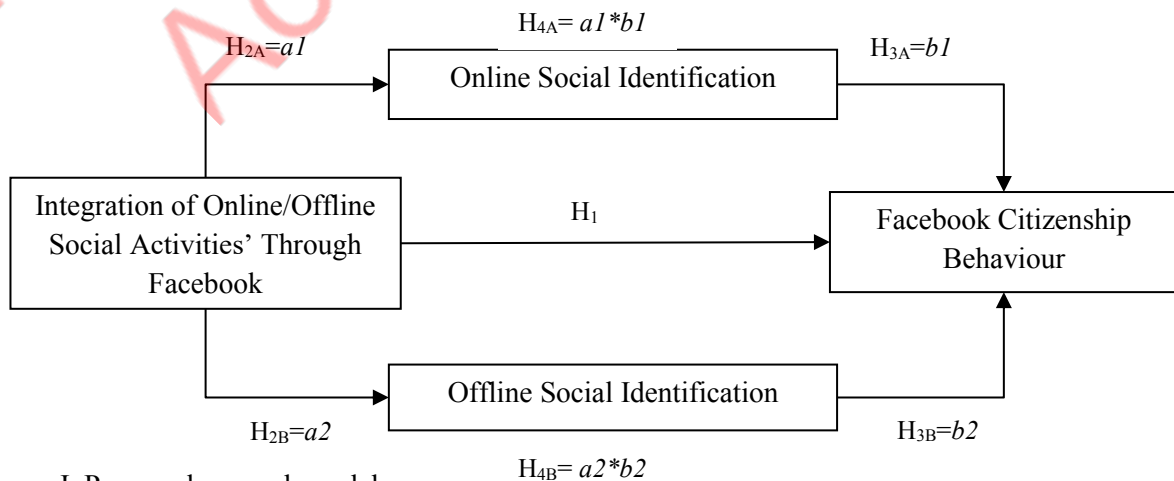 H4A= a1*b1
H2A=a1
H3A=b1
Online Social Identification
Integration of Online/Offline
Social Activities’ Through
Facebook
H1
Facebook Citizenship
Behaviour
Offline Social Identification
H2B=a2
H3B=b2
H4B= a2*b2